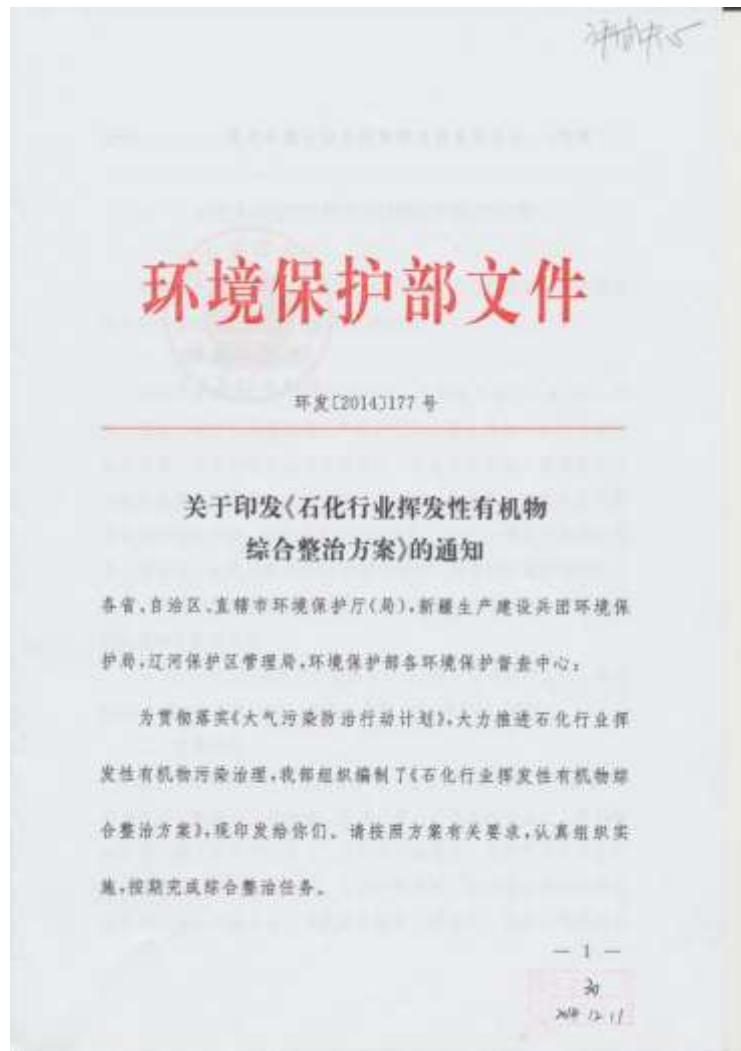 环境保护部文件
环发〔2014〕177号
关于印发《石化行业挥发性有机物
综合整治方案》的通知
各省、自治区、直辖市环境保护厅(局),新疆生产建设兵团环境保
护局,辽河保护区管理局,环境保护部各环境保护督查中心:
为贯彻落实《大气污染防治行动计划》,大力推进石化行业挥
发性有机物污染治理,我部组织编制了《石化行业挥发性有机物综
合整治方案》,现印发给你们。请按照方案有关要求,认真组织实
施,按期完成综合整治任务。
— 1 —
2014.12.11